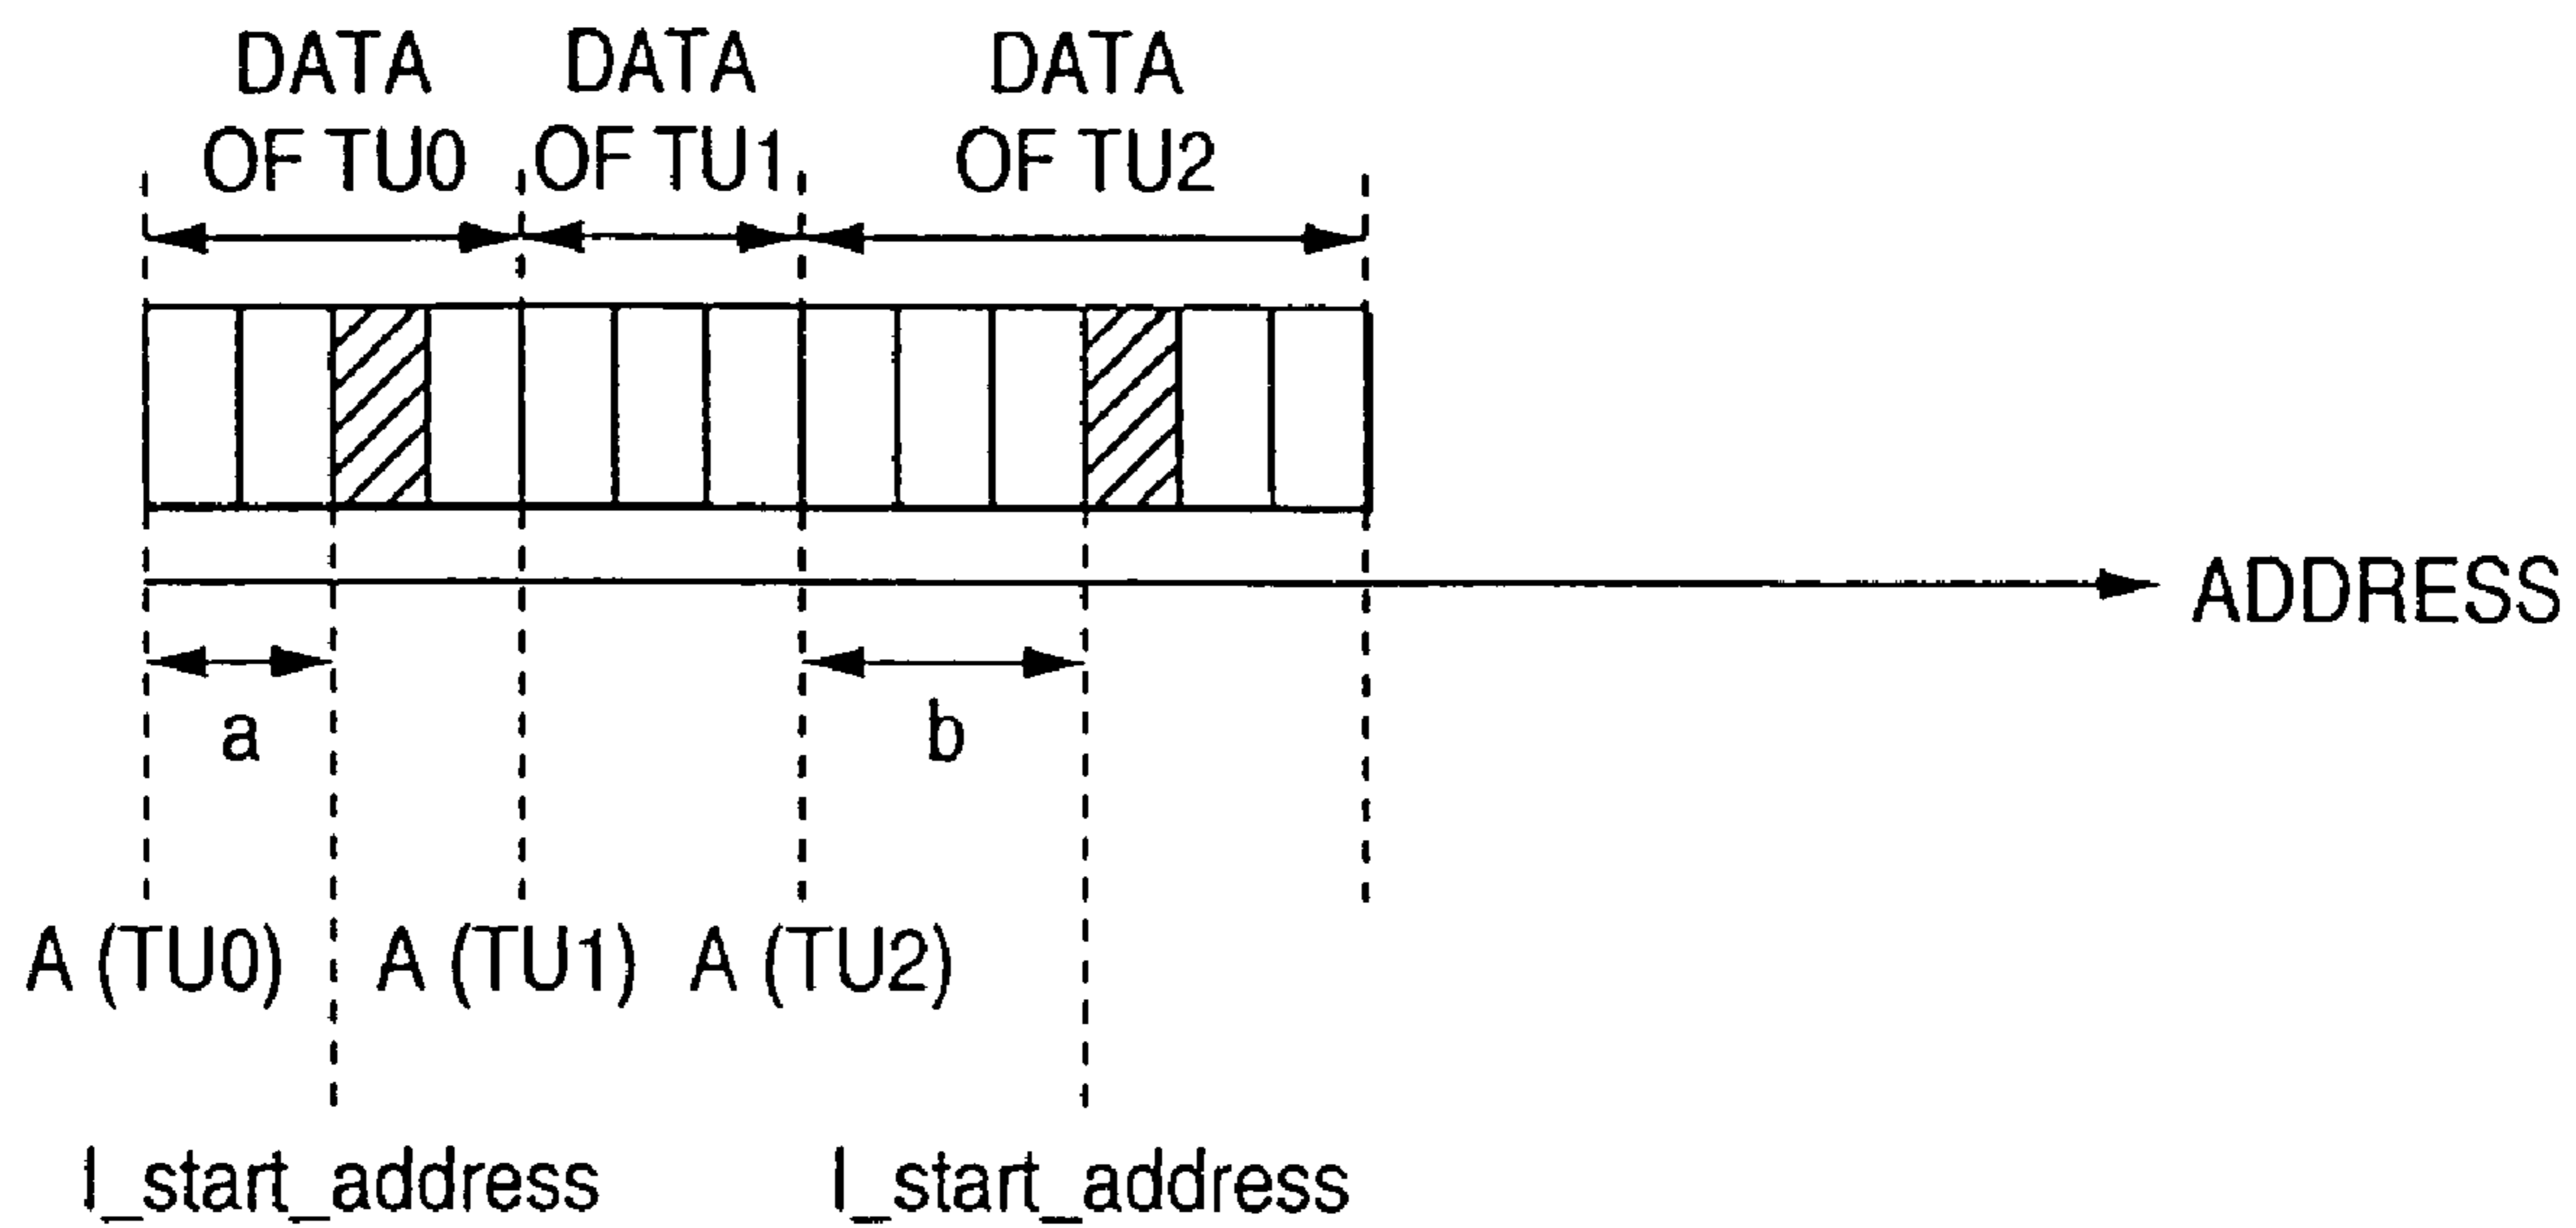 DATA
OF TU0
DATA
OF TU1
DATA
OF TU2
ADDRESS
a
b
A (TU0)
A (TU1)
A (TU2)
I_start_address
I_start_address